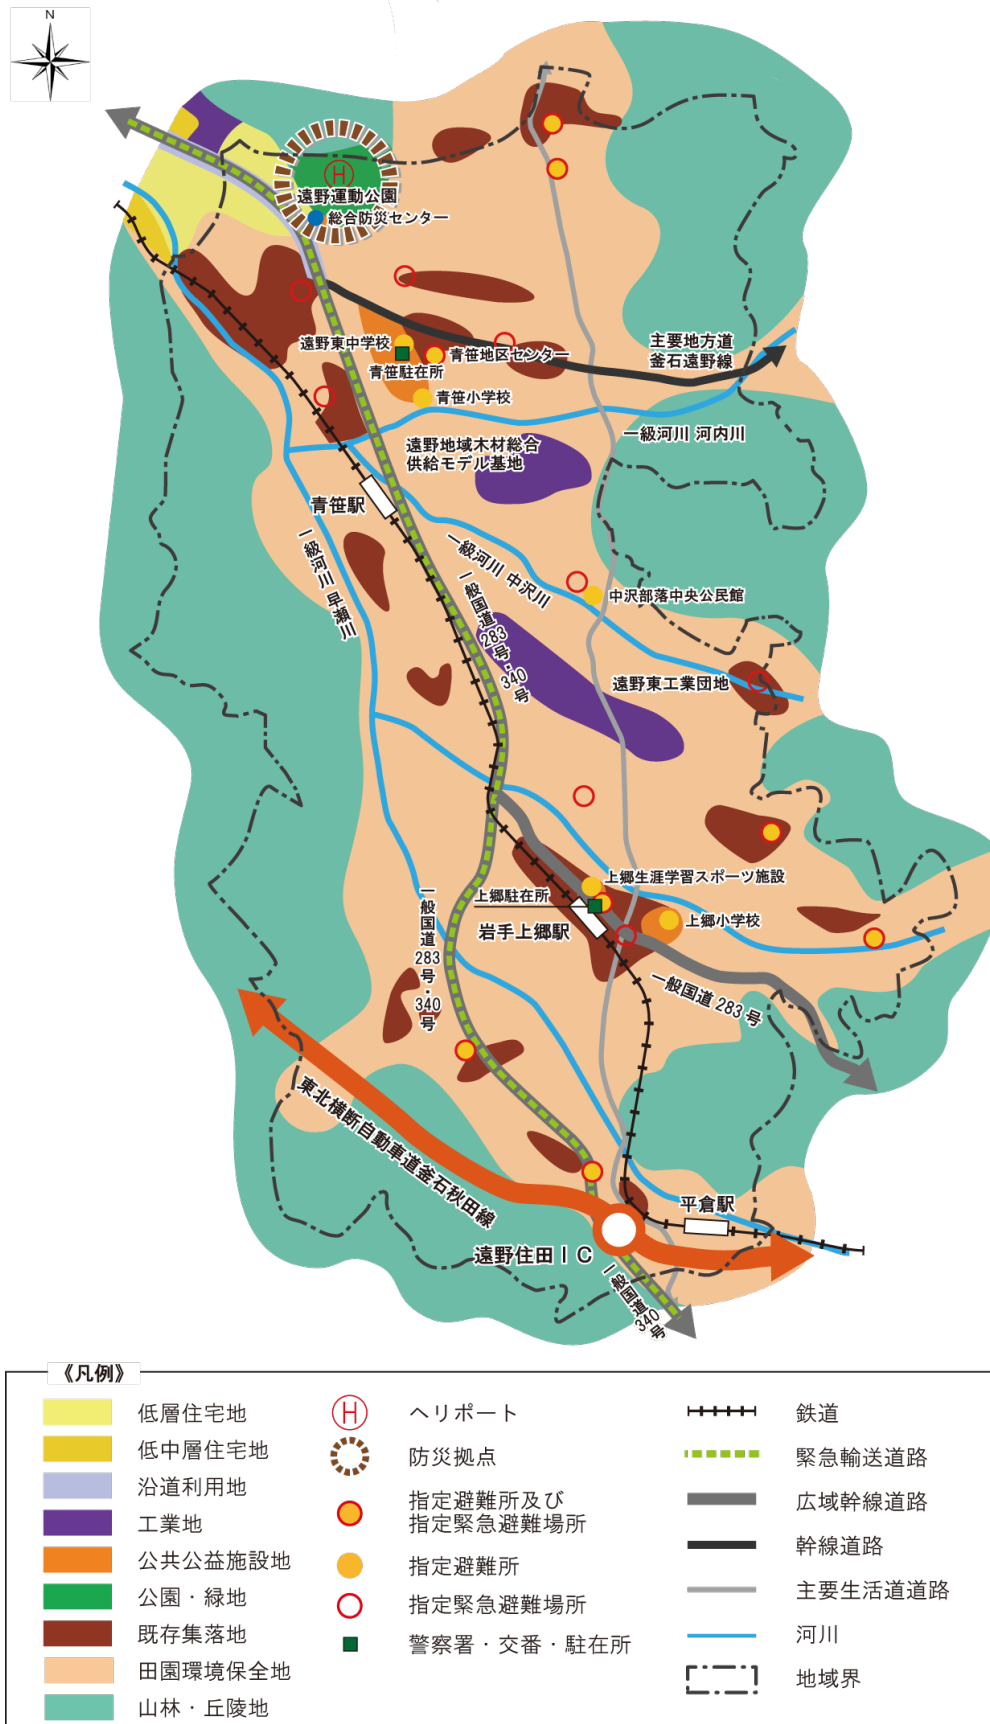 N
H
遠野運動公園
総合防災センター
主要地方道
釜石遠野線
遠野東中学校
青笹地区センター
青笹駐在所
青笹小学校
一級河川 河内川
遠野地域木材総合
供給モデル基地
青笹駅
一級河川 早瀬川
一級河川 中沢川
一般国道283号・340号
中沢部落中央公民館
遠野東工業団地
上郷生涯学習スポーツ施設
上郷駐在所
上郷小学校
岩手上郷駅
一般国道283号・340号
一般国道 283 号
東北横断自動車道釜石秋田線
平倉駅
遠野住田IC
一般国道340号
《凡例》
低層住宅地
低中層住宅地
沿道利用地
工業地
公共公益施設地
公園・緑地
既存集落地
田園環境保全地
山林・丘陵地
H
ヘリポート
防災拠点
指定避難所及び
指定緊急避難場所
指定避難所
指定緊急避難場所
警察署・交番・駐在所
鉄道
緊急輸送道路
広域幹線道路
幹線道路
主要生活道道路
河川
地域界